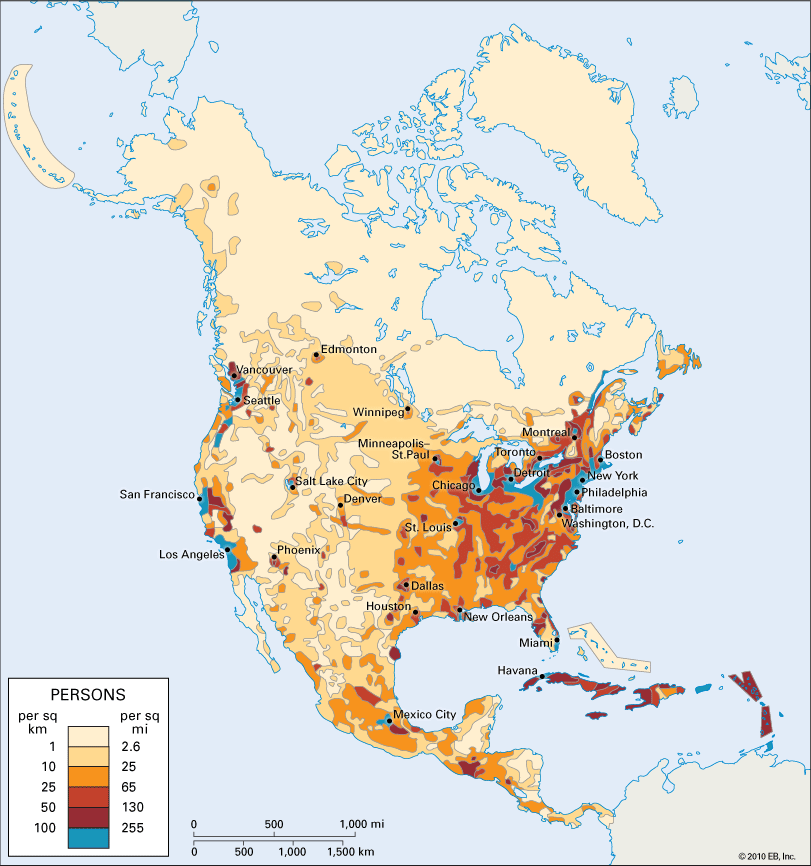 Edmonton
Vancouver
Seattle
Winnipeg
Montreal
Minneapolis–
St.Paul
Toronto
Boston
Detroit
New York
Chicago
Salt Lake City
Philadelphia
San Francisco
Denver
Baltimore
St. Louis
Washington, D.C.
Los Angeles
Phoenix
Dallas
Houston
New Orleans
Miami
Havana
Mexico City
PERSONS
per sq
km
per sq
mi
1 2.6
10 25
25 65
50 130
100 255
0 500 1,000 mi
0 500 1,000 1,500 km
© 2010 EB, Inc.